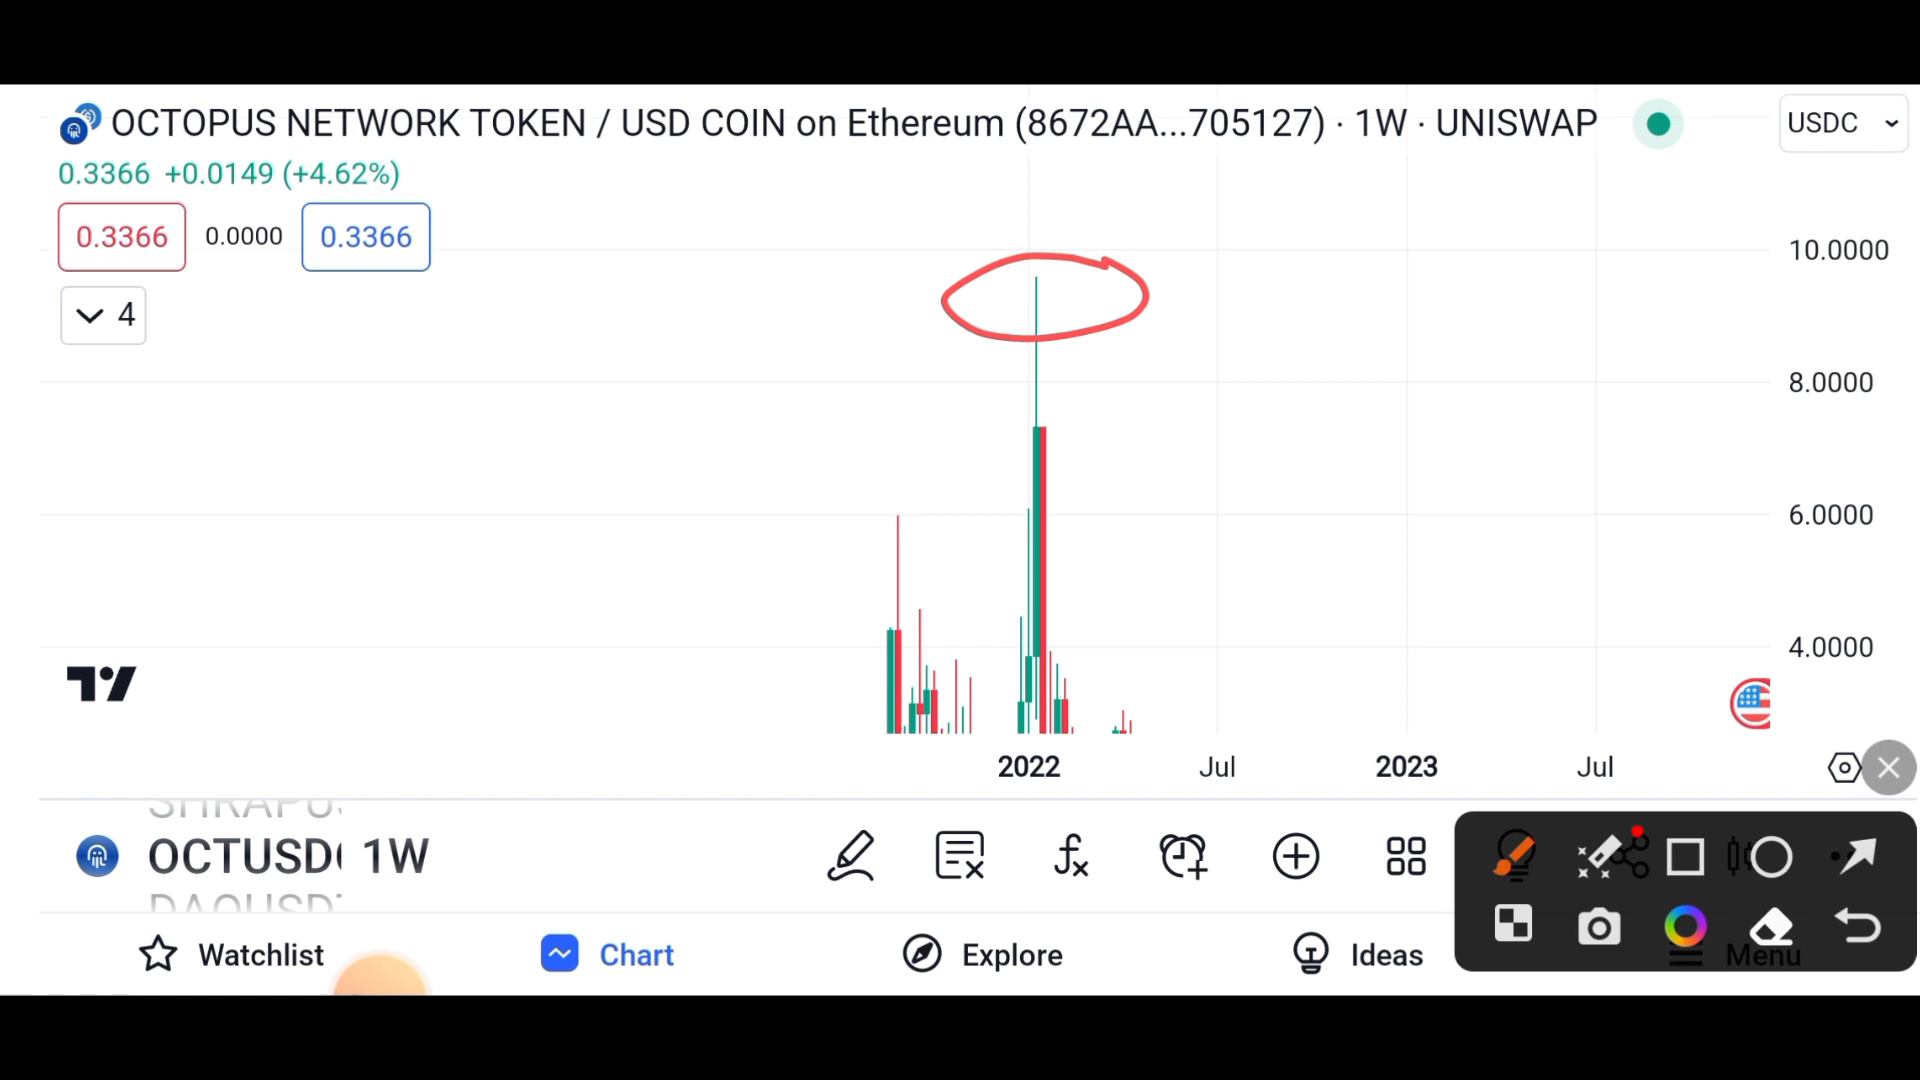 OCTOPUS NETWORK TOKEN / USD COIN on Ethereum (8672AA...705127) · 1W · UNISWAP
USDC
0.3366 +0.0149 (+4.62%)
0.3366 0.0000 0.3366
4
10.0000
8.0000
6.0000
4.0000
2022 Jul 2023 Jul
OCTUSD 1W
Watchlist Chart Explore Ideas Menu